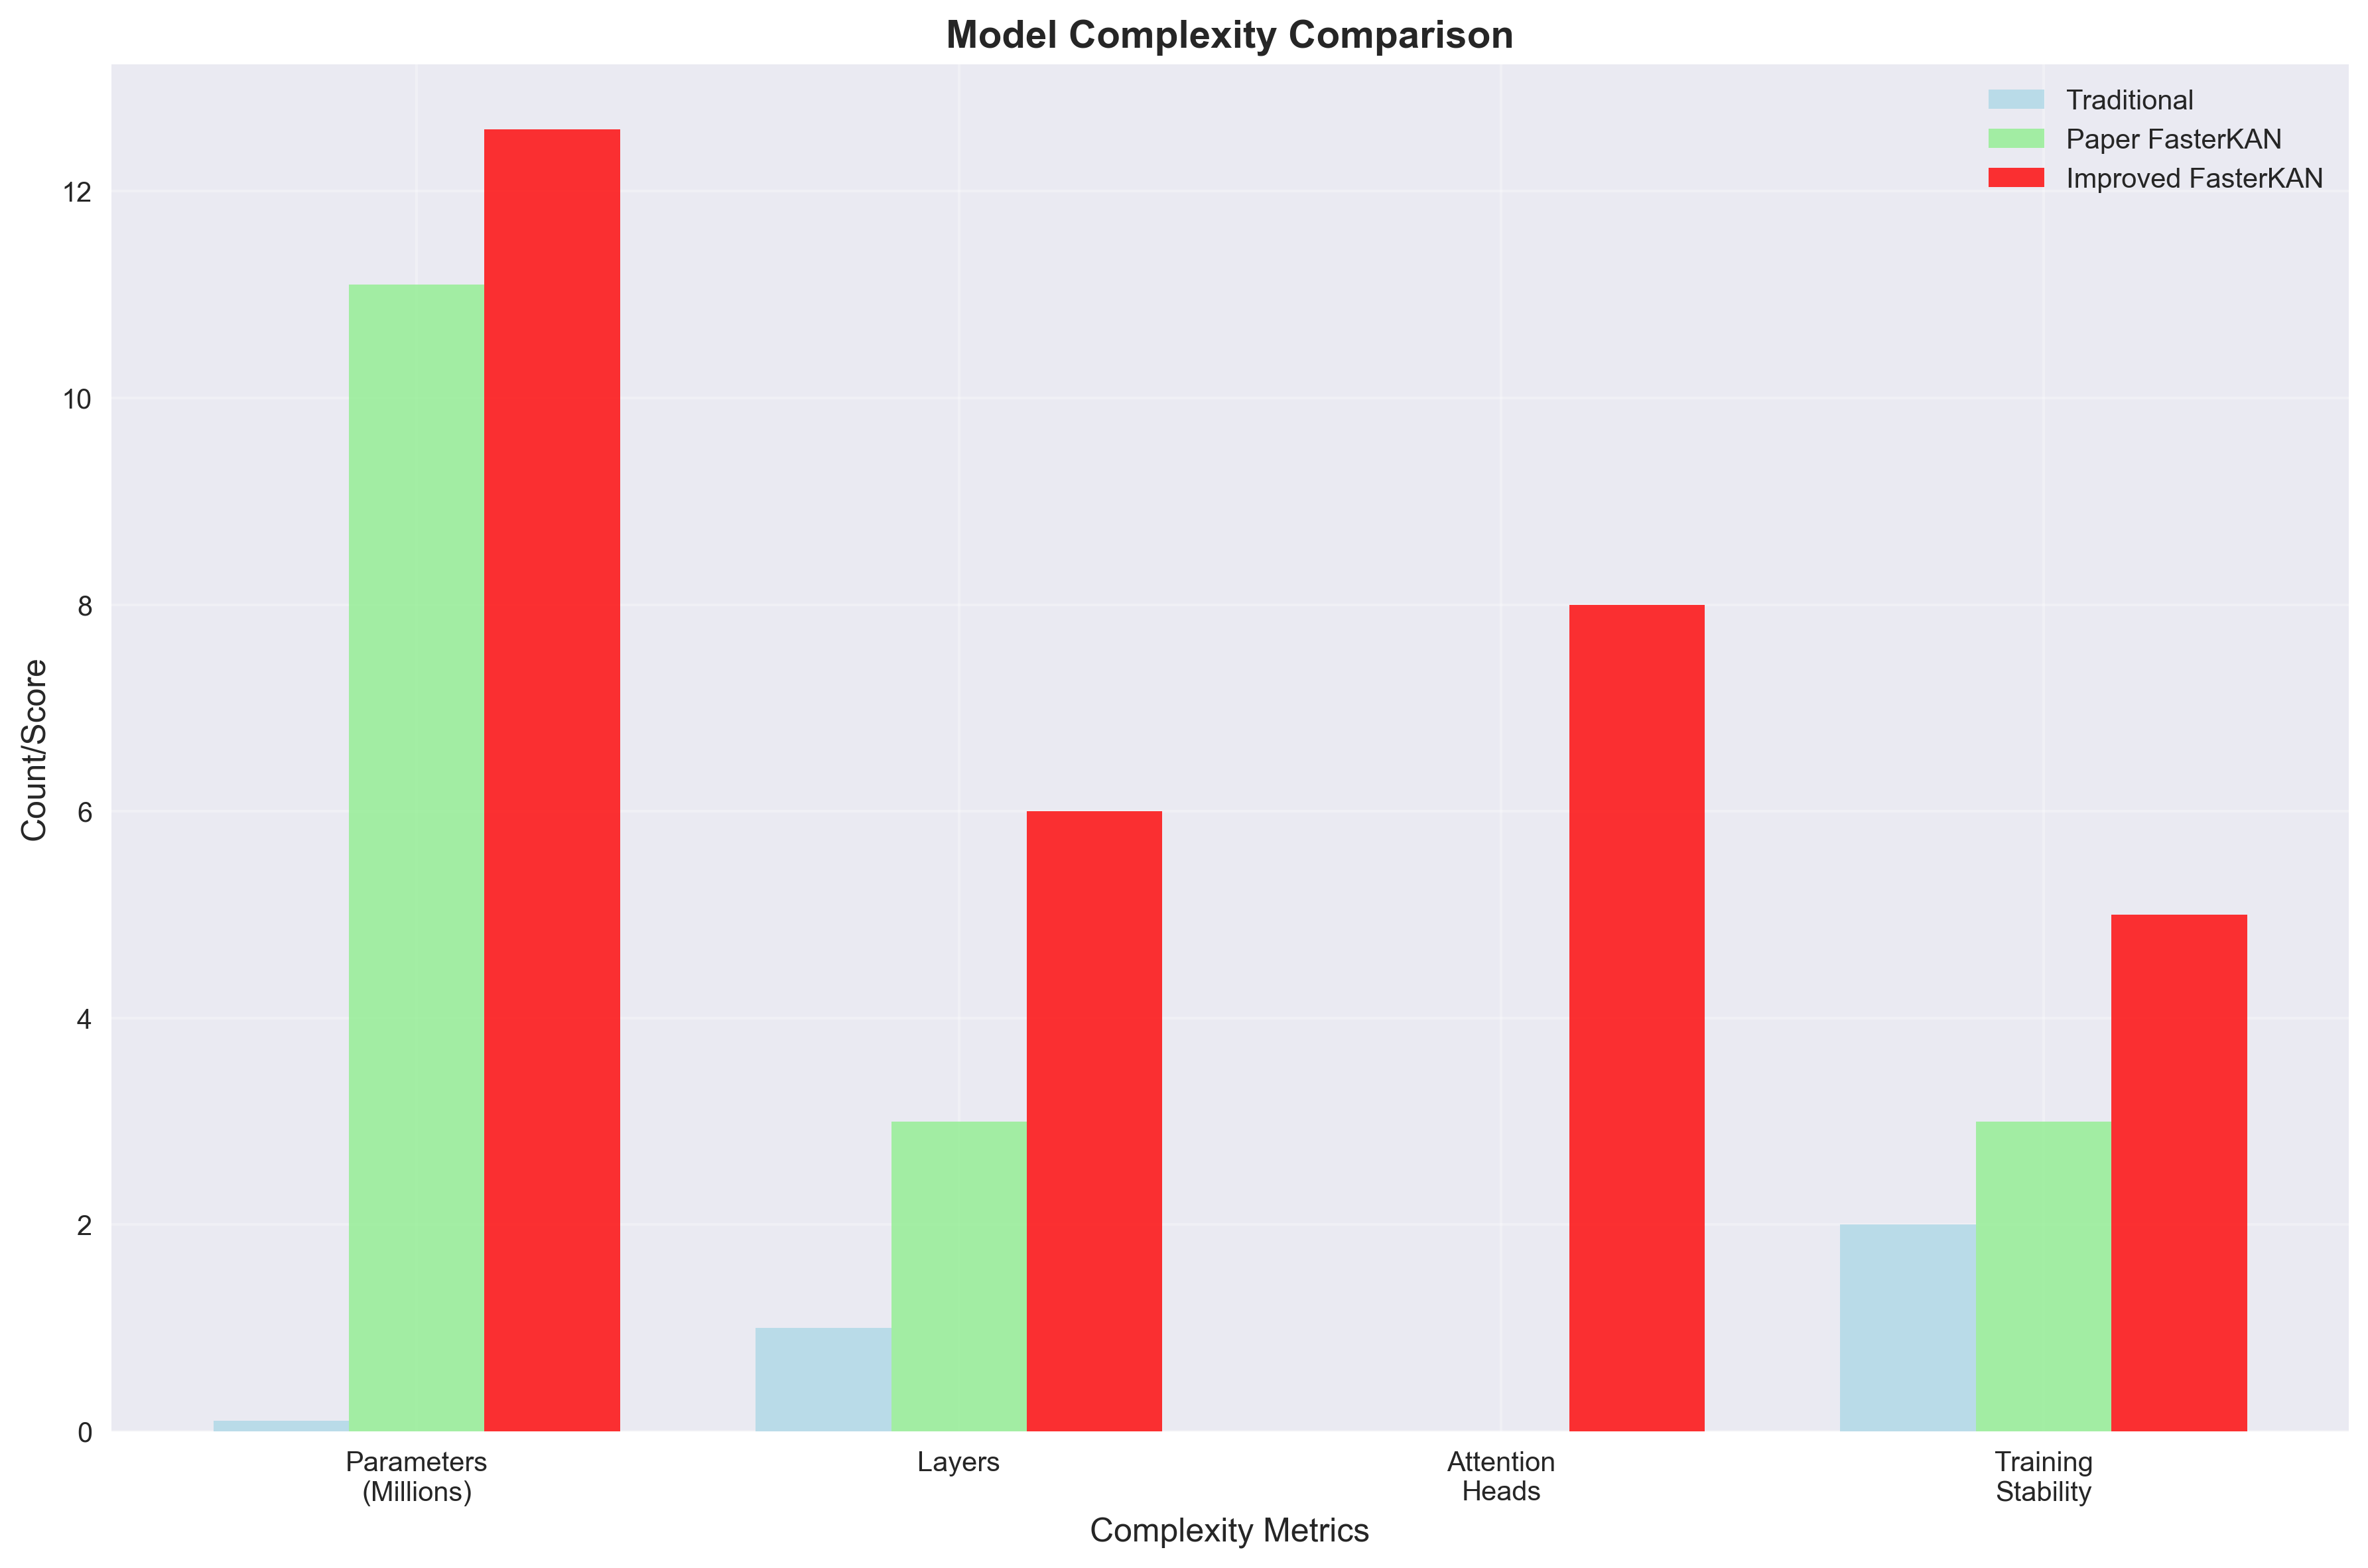 Model Complexity Comparison
Traditional
Paper FasterKAN
Improved FasterKAN
Count/Score
12
10
8
6
4
2
0
Parameters
(Millions)
Layers
Attention
Heads
Training
Stability
Complexity Metrics